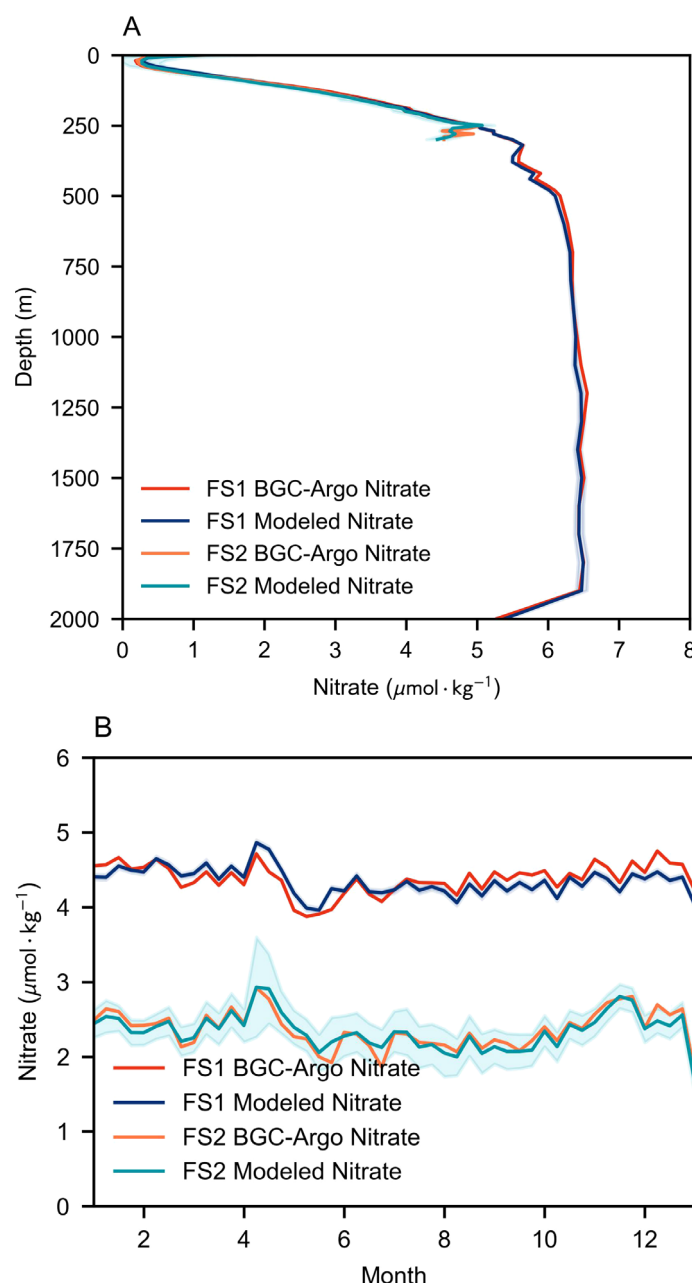 A
0
250
500
750
1000
1250
1500
1750
2000
Depth (m)
FS1 BGC-Argo Nitrate
FS1 Modeled Nitrate
FS2 BGC-Argo Nitrate
FS2 Modeled Nitrate
0 1 2 3 4 5 6 7 8
Nitrate (μmol · kg⁻¹)
B
6
5
4
3
2
1
0
Nitrate (μmol · kg⁻¹)
FS1 BGC-Argo Nitrate
FS1 Modeled Nitrate
FS2 BGC-Argo Nitrate
FS2 Modeled Nitrate
2 4 6 8 10 12
Month